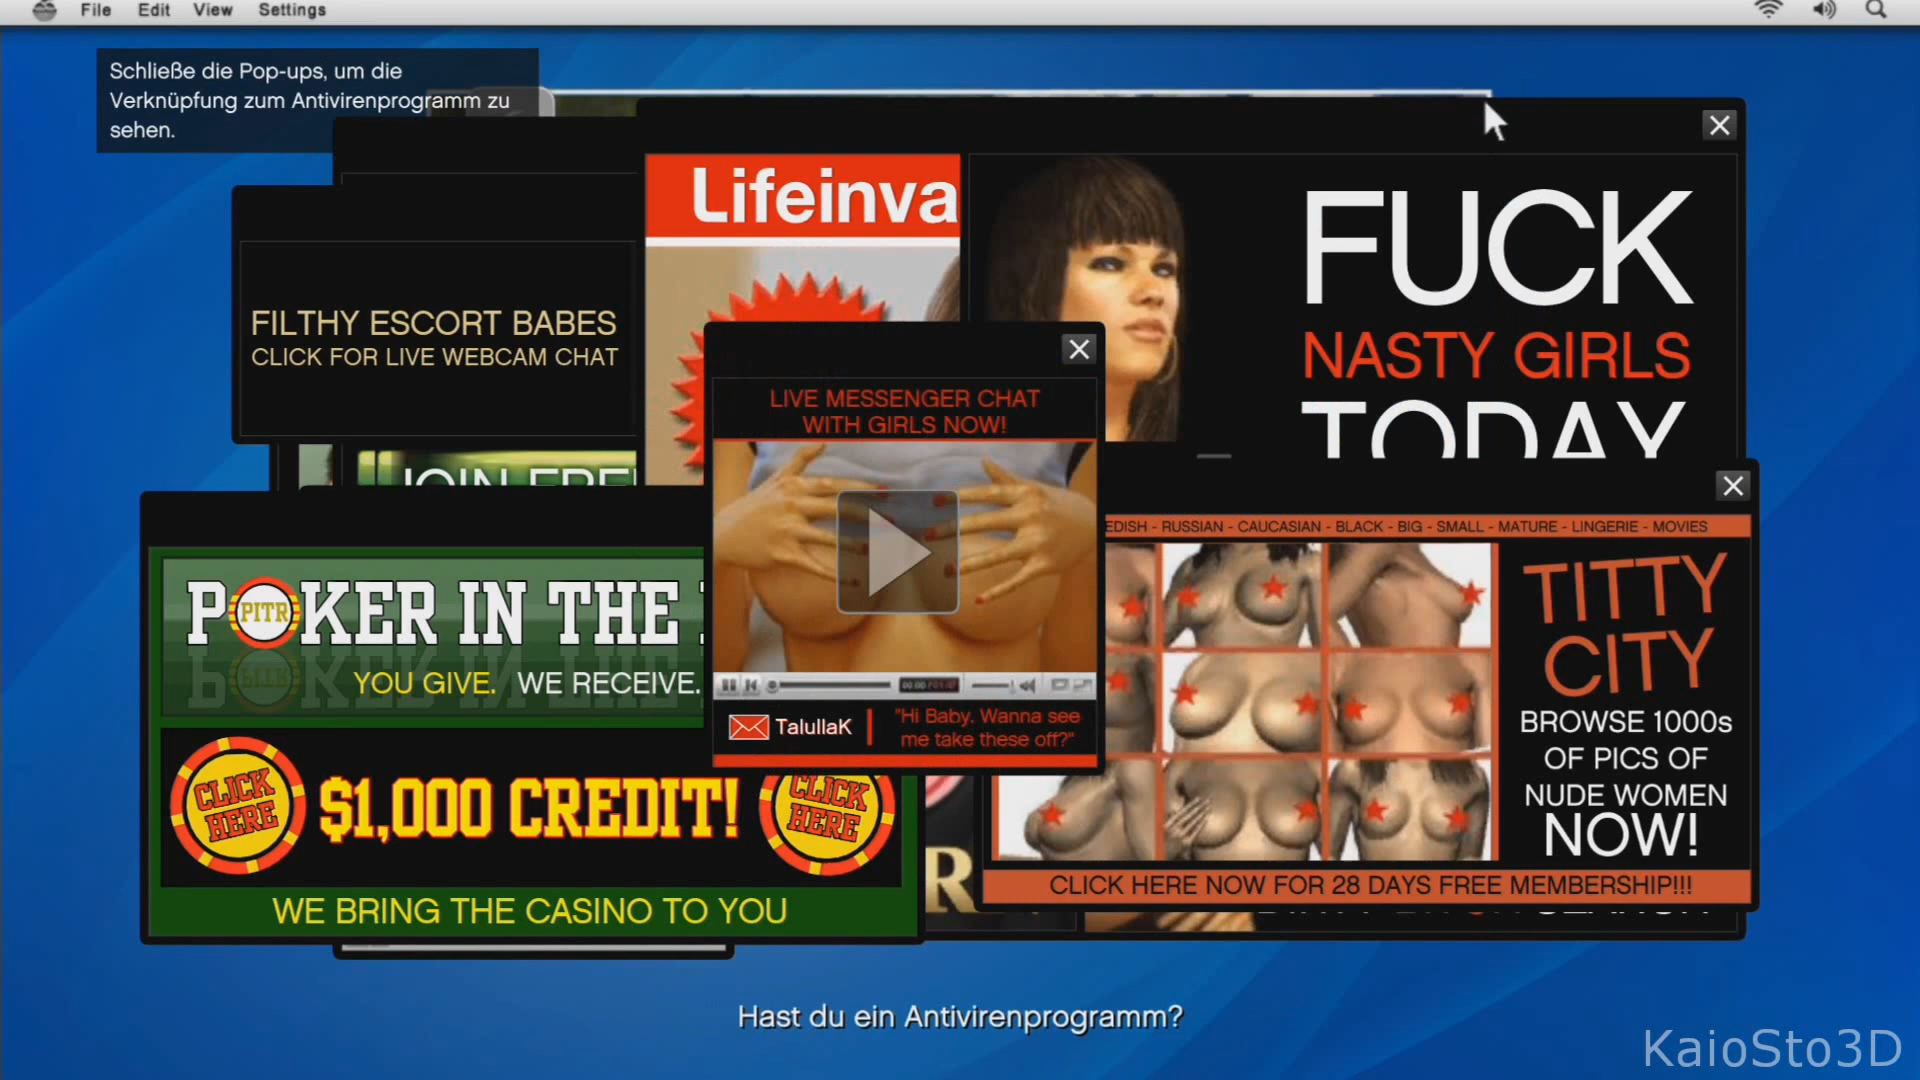 File Edit View Settings
Schließe die Pop-ups, um die
Verknüpfung zum Antivirenprogramm zu
sehen.
Lifeinva
FUCK
NASTY GIRLS
TODAY
FILTHY ESCORT BABES
CLICK FOR LIVE WEBCAM CHAT
LIVE MESSENGER CHAT
WITH GIRLS NOW!
JOIN FREE
EDISH - RUSSIAN - CAUCASIAN - BLACK - BIG - SMALL - MATURE - LINGERIE - MOVIES
TITTY
CITY
BROWSE 1000s
OF PICS OF
NUDE WOMEN
NOW!
CLICK HERE NOW FOR 28 DAYS FREE MEMBERSHIP!!!
POKER IN THE
PITR
YOU GIVE. WE RECEIVE.
TalullaK
"Hi Baby. Wanna see
me take these off?"
CLICK
HERE
$1,000 CREDIT!
CLICK
HERE
WE BRING THE CASINO TO YOU
R
Hast du ein Antivirenprogramm?
KaioSto3D